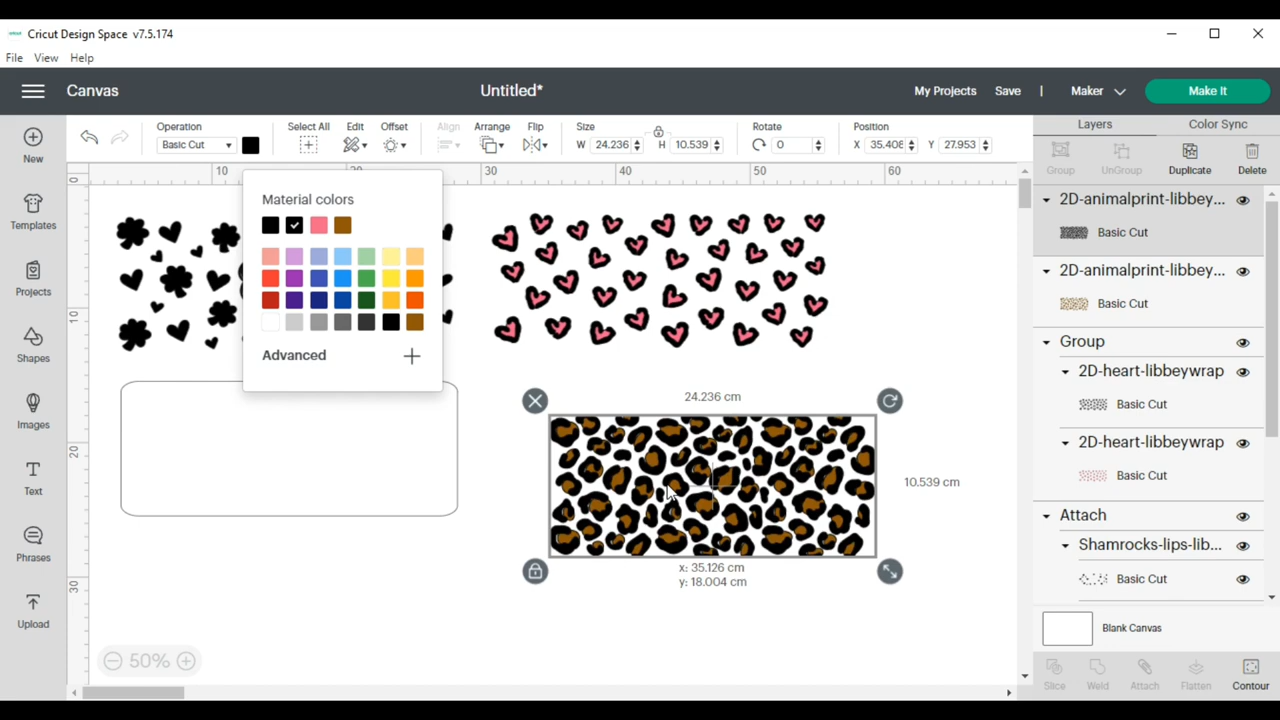 Cricut Design Space v7.5.174
File View Help
Canvas
Untitled*
My Projects Save | Maker Make It
Operation
Basic Cut
Select All Edit Offset Align Arrange Flip
Size
W 24.236 H 10.539
Rotate
0
Position
X 35.408 Y 27.953
Layers Color Sync
Group UnGroup Duplicate Delete
New
Templates
Projects
Shapes
Images
Text
Phrases
Upload
0 10 20 30 40 50 60
0
10
20
30
Material colors
Advanced
24.236 cm
10.539 cm
x: 35.126 cm
y: 18.004 cm
50%
2D-animalprint-libbey...
Basic Cut
2D-animalprint-libbey...
Basic Cut
Group
2D-heart-libbeywrap
Basic Cut
2D-heart-libbeywrap
Basic Cut
Attach
Shamrocks-lips-lib...
Basic Cut
Blank Canvas
Slice Weld Attach Flatten Contour